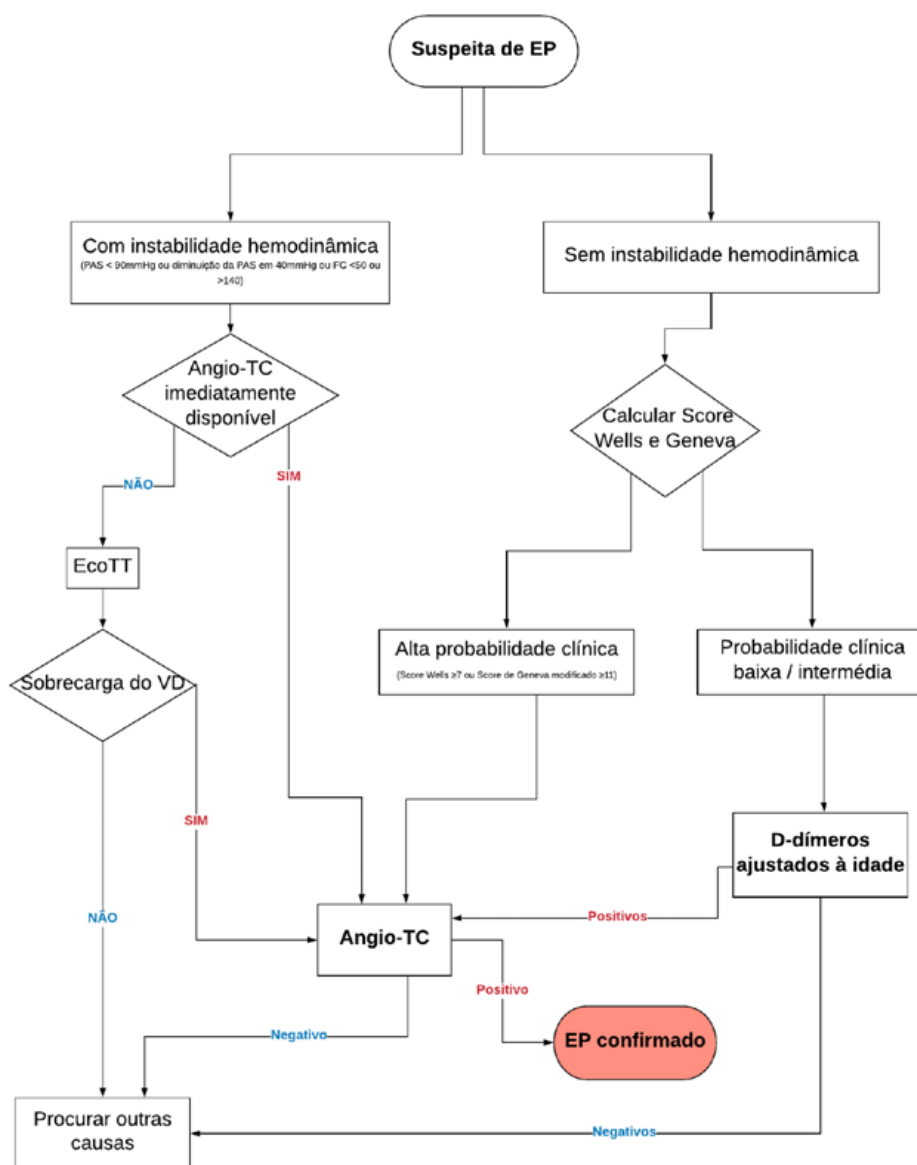 Suspeita de EP
Com instabilidade hemodinâmica
(PAS < 90mmHg ou diminuição da PAS em 40mmHg ou FC <50 ou
>140)
Sem instabilidade hemodinâmica
Angio-TC
imediatamente
disponível
Calcular Score
Wells e Geneva
NÃO
SIM
EcoTT
Alta probabilidade clínica
(Score Wells ≥7 ou Score de Geneva modificado ≥11)
Probabilidade clínica
baixa / intermédia
Sobrecarga do VD
SIM
D-dímeros
ajustados à idade
NÃO
Positivos
Angio-TC
Positivo
Negativo
EP confirmado
Procurar outras
causas
Negativos